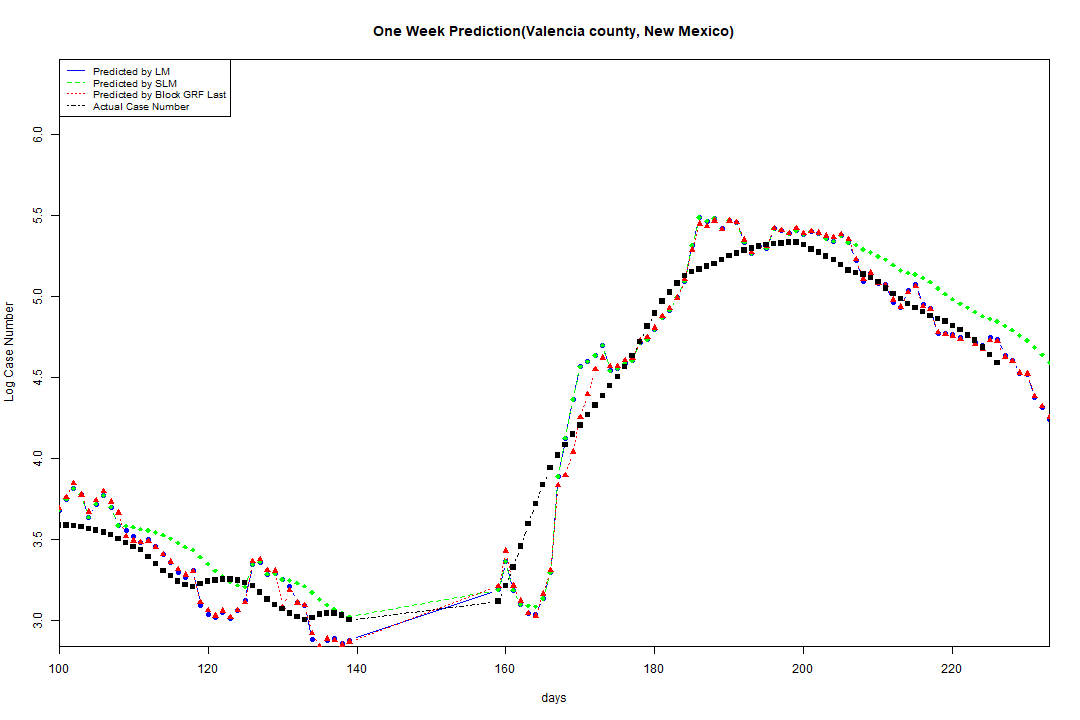 One Week Prediction(Valencia county, New Mexico)
Predicted by LM
Predicted by SLM
Predicted by Block GRF Last
Actual Case Number
6.0
5.5
5.0
4.5
4.0
3.5
3.0
Log Case Number
100 120 140 160 180 200 220
days